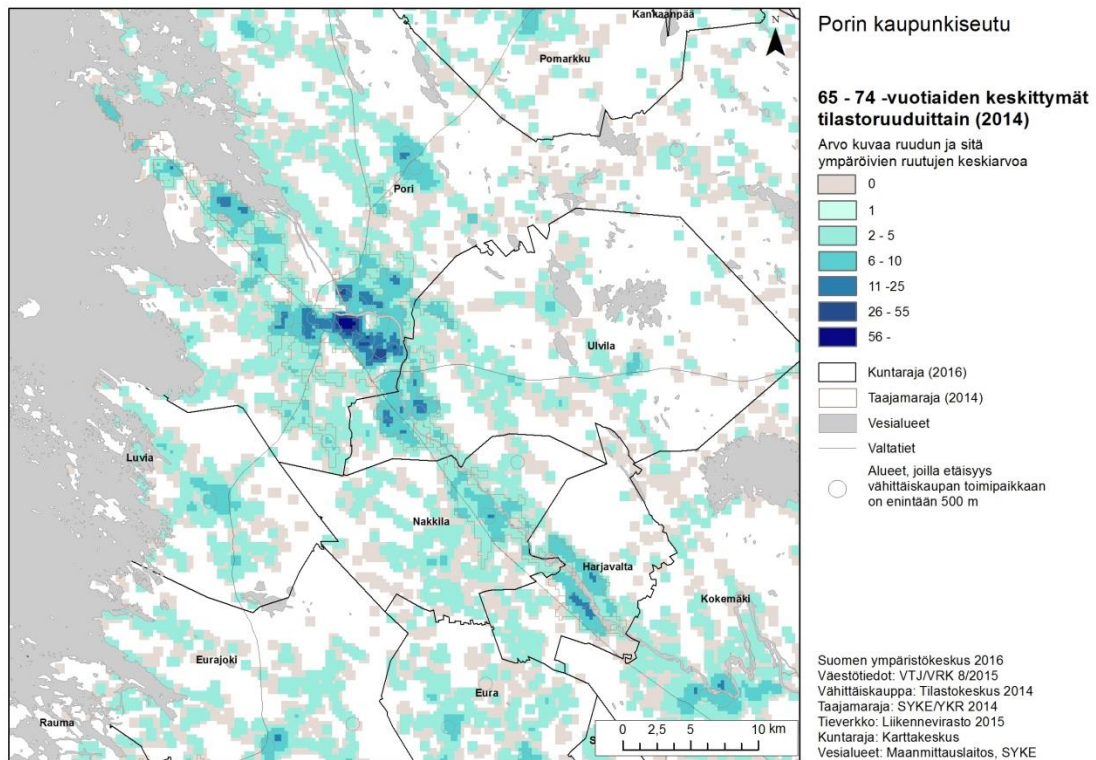 Porin kaupunkiseutu
65 - 74 -vuotiaiden keskittymät
tilastoruuduittain (2014)
Arvo kuvaa ruudun ja sitä
ympäröivien ruutujen keskiarvoa
0
1
2 - 5
6 - 10
11 -25
26 - 55
56 -
Kuntaraja (2016)
Taajamaraja (2014)
Vesialueet
Valtatiet
Alueet, joilla etäisyys
vähittäiskaupan toimipaikkaan
on enintään 500 m
Suomen ympäristökeskus 2016
Väestötiedot: VTJ/VRK 8/2015
Vähittäiskauppa: Tilastokeskus 2014
Taajamaraja: SYKE/YKR 2014
Tieverkko: Liikennevirasto 2015
Kuntaraja: Karttakeskus
Vesialueet: Maanmittauslaitos, SYKE
Kankaanpää
N
Pomarkku
Pori
Ulvila
Luvia
Nakkila
Harjavalta
Kokemäki
Eurajoki
Eura
Rauma
0 2,5 5 10 km